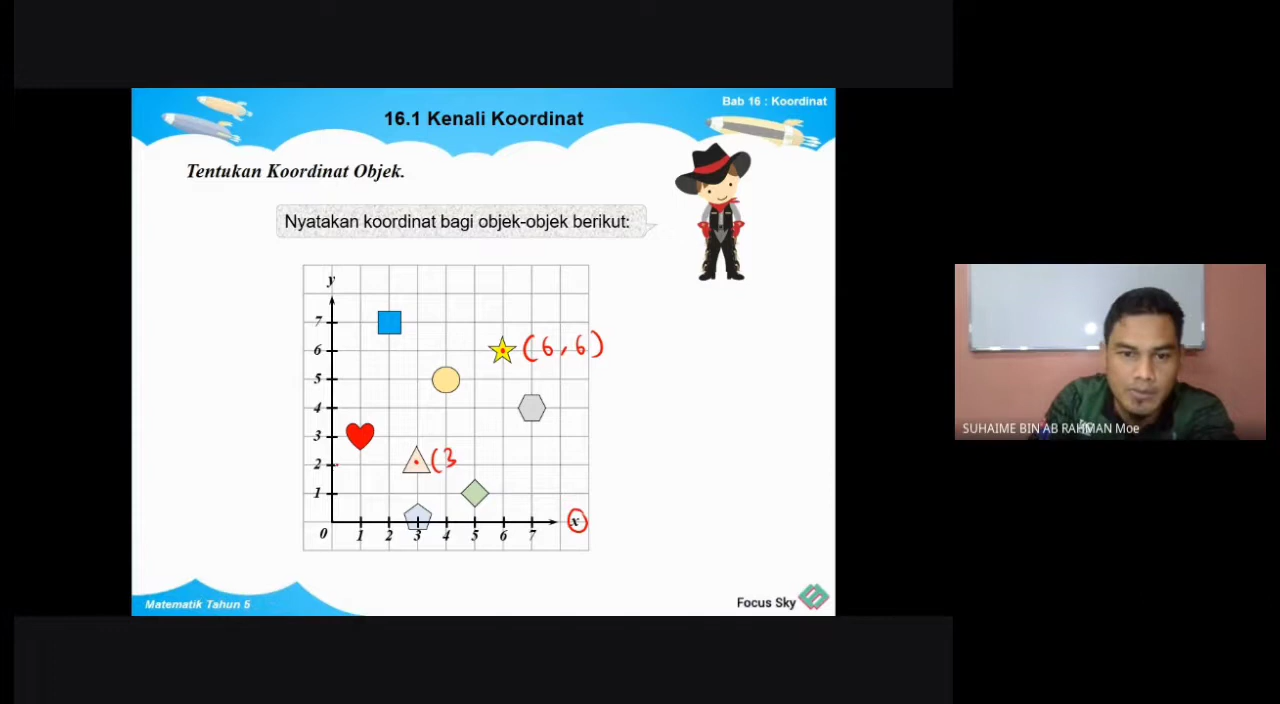 Bab 16 : Koordinat
16.1 Kenali Koordinat
Tentukan Koordinat Objek.
Nyatakan koordinat bagi objek-objek berikut:
y
7
6 (6,6)
5
4
3
2 (3
1
0 1 2 3 4 5 6 7 x
SUHAIME BIN AB RAHMAN Moe
Matematik Tahun 5
Focus Sky